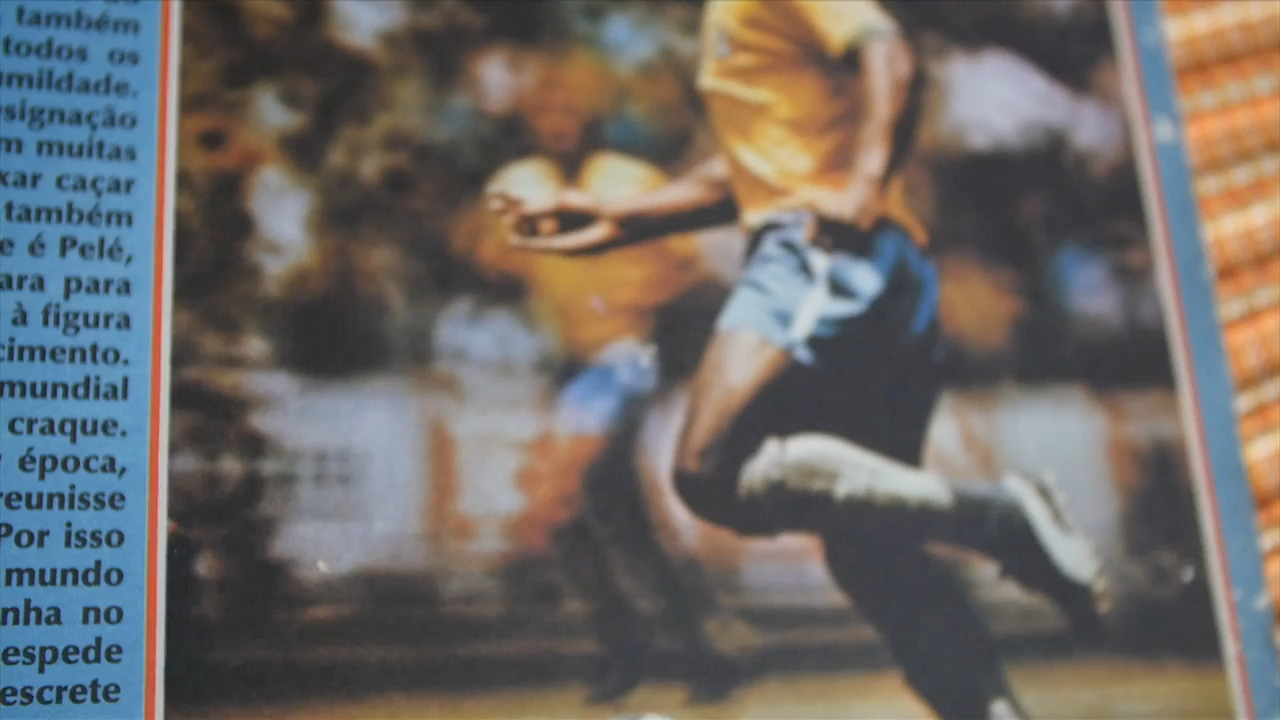 também
todos os
mildade.
signação
m muitas
xar caçar
também
e é Pelé,
ara para
à figura
cimento.
mundial
craque.
época,
reunisse
Por isso
mundo
nha no
espede
escrete